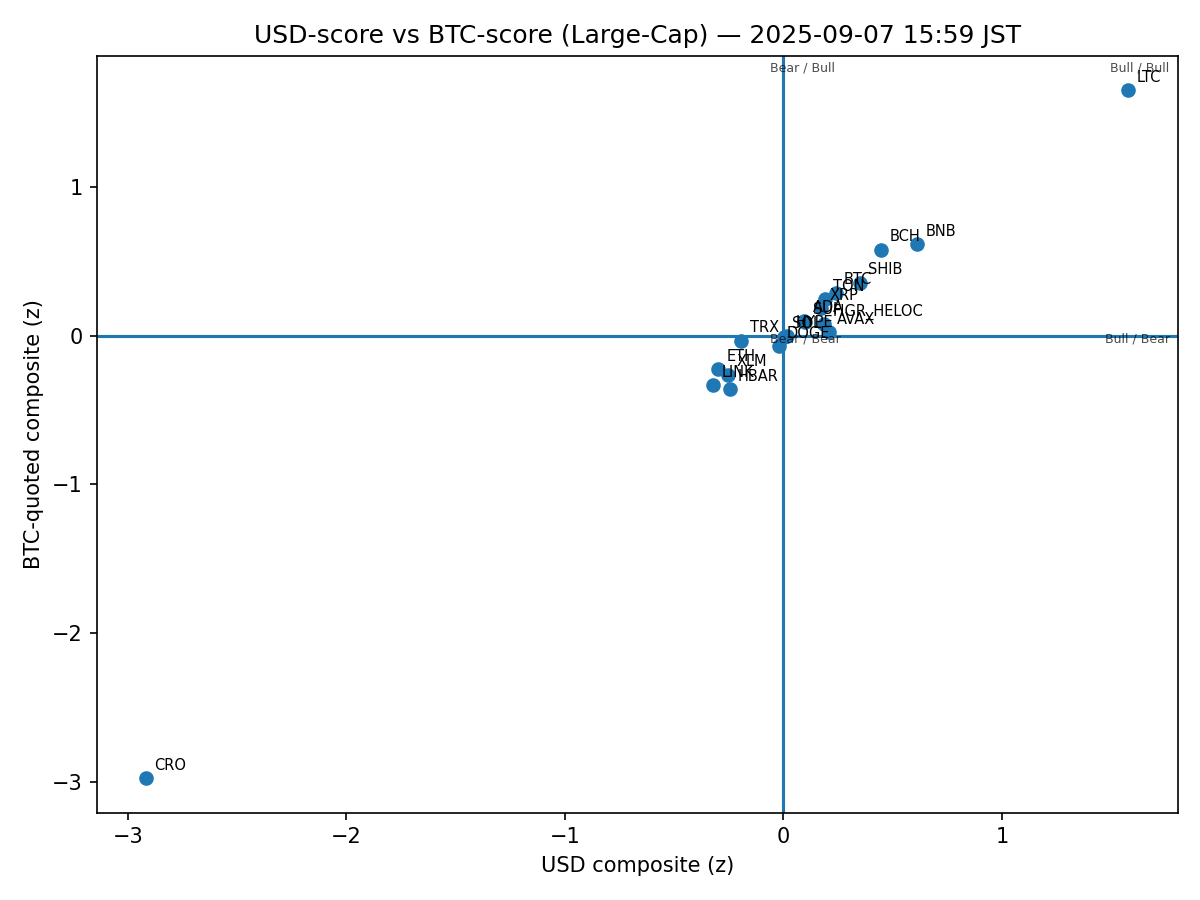 USD-score vs BTC-score (Large-Cap) — 2025-09-07 15:59 JST
Bear / Bull
Bull / Bull
LTC
1
BCH
BNB
SHIB
BTC
TON
XRP
ADA
FIGR_HELOC
HYPE
AVAX
TRX
DOGE
0
Bear / Bear
Bull / Bear
ETH
XLM
LINK
HBAR
−1
−2
CRO
−3
−3
−2
−1
0
1
USD composite (z)
BTC-quoted composite (z)